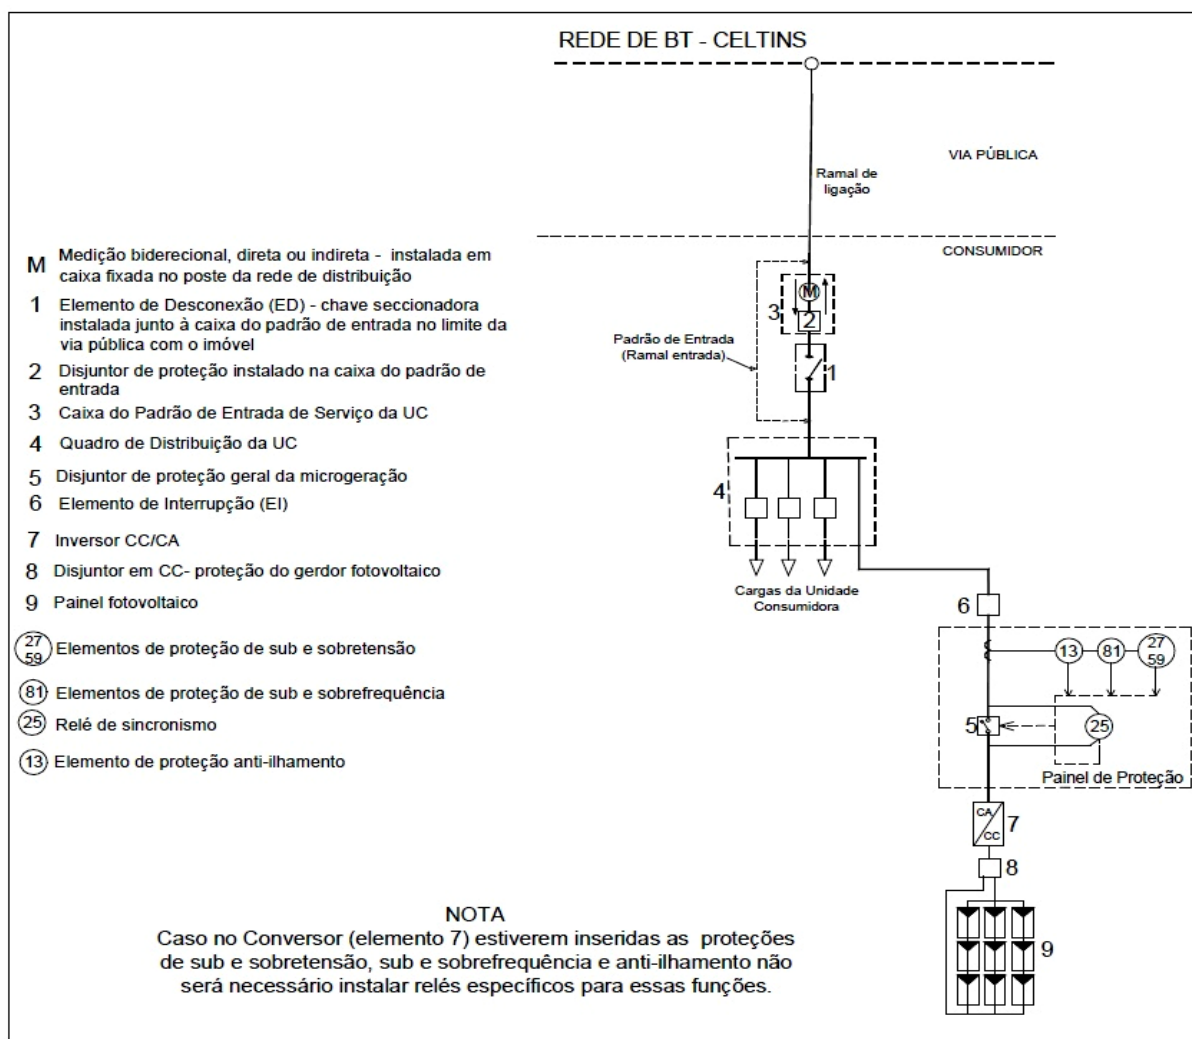 REDE DE BT - CELTINS
VIA PÚBLICA
Ramal de
ligação
CONSUMIDOR
M Medição biderecional, direta ou indireta - instalada em
caixa fixada no poste da rede de distribuição
1 Elemento de Desconexão (ED) - chave seccionadora
instalada junto à caixa do padrão de entrada no limite da
via pública com o imóvel
2 Disjuntor de proteção instalado na caixa do padrão de
entrada
3 Caixa do Padrão de Entrada de Serviço da UC
4 Quadro de Distribuição da UC
5 Disjuntor de proteção geral da microgeração
6 Elemento de Interrupção (EI)
7 Inversor CC/CA
8 Disjuntor em CC- proteção do gerdor fotovoltaico
9 Painel fotovoltaico
27
59 Elementos de proteção de sub e sobretensão
81 Elementos de proteção de sub e sobrefrequência
25 Relé de sincronismo
13 Elemento de proteção anti-ilhamento
M
3
2
Padrão de Entrada
(Ramal entrada)
1
4
Cargas da Unidade
Consumidora
6
13
81
27
59
5
25
Painel de Proteção
CA
CC
7
8
9
NOTA
Caso no Conversor (elemento 7) estiverem inseridas as proteções
de sub e sobretensão, sub e sobrefrequência e anti-ilhamento não
será necessário instalar relés específicos para essas funções.